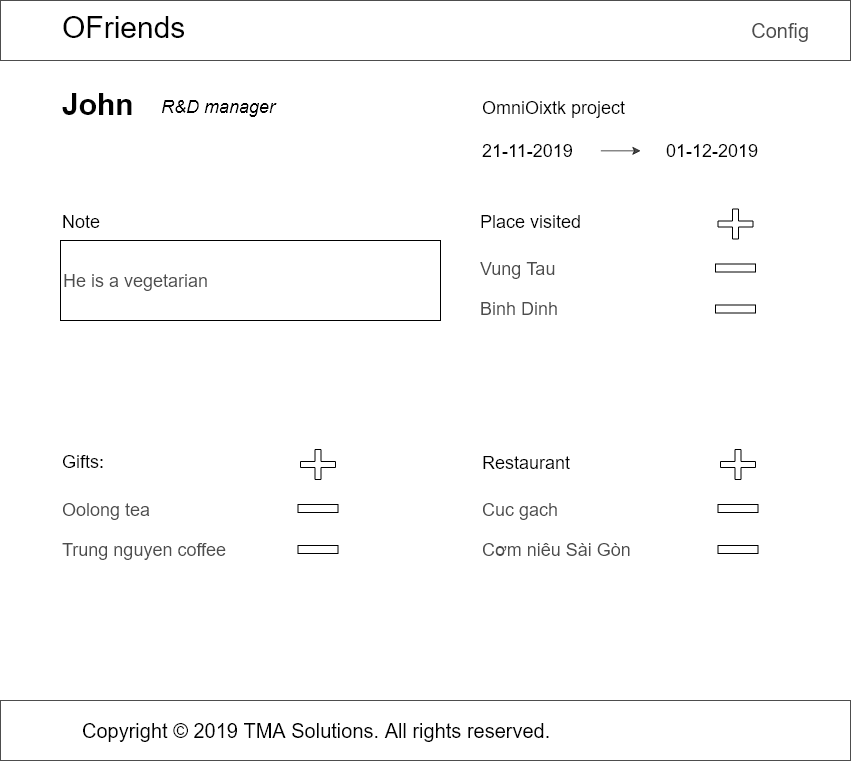 OFriends
Config
John
R&D manager
OmniOixtk project
21-11-2019
01-12-2019
Note
He is a vegetarian
Place visited
Vung Tau
Binh Dinh
Gifts:
Oolong tea
Trung nguyen coffee
Restaurant
Cuc gach
Cơm niêu Sài Gòn
Copyright © 2019 TMA Solutions. All rights reserved.